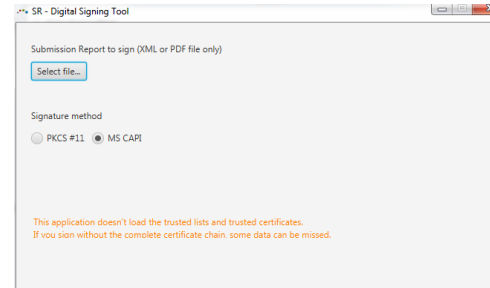 SR - Digital Signing Tool
Submission Report to sign (XML or PDF file only)
Select file...
Signature method
PKCS #11 MS CAPI
This application doesn't load the trusted lists and trusted certificates.
If you sign without the complete certificate chain, some data can be missed.